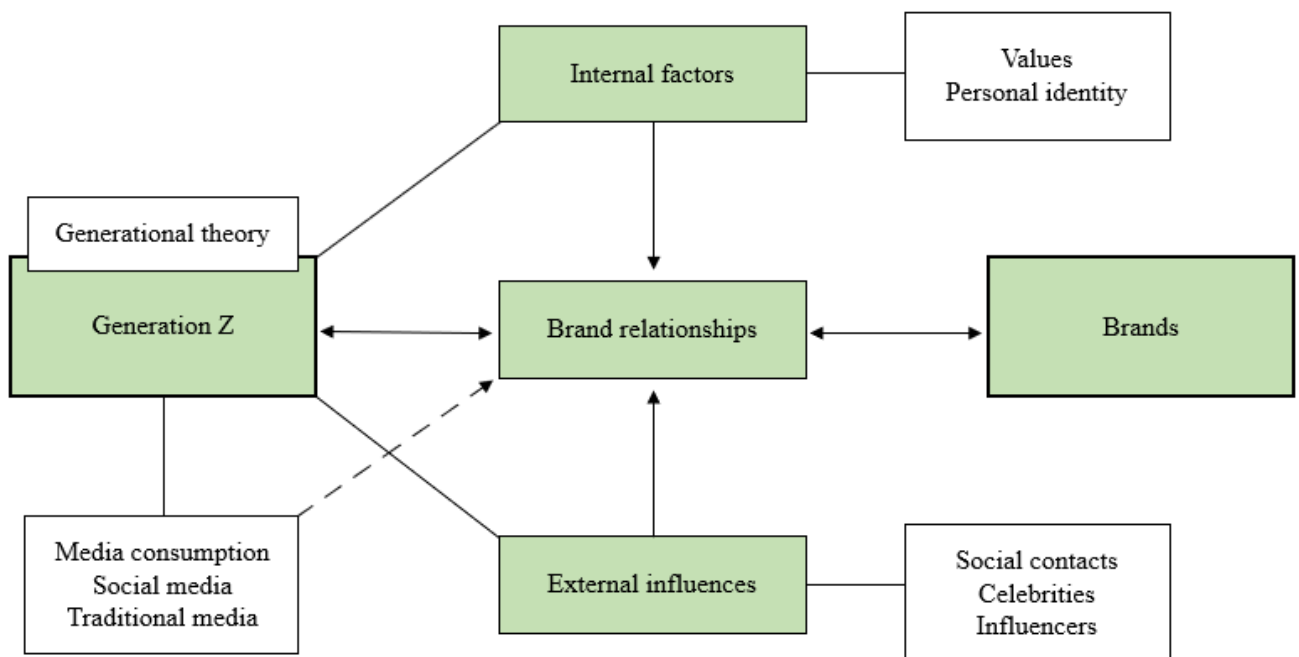 Internal factors
Values
Personal identity
Generational theory
Generation Z
Brand relationships
Brands
Media consumption
Social media
Traditional media
External influences
Social contacts
Celebrities
Influencers